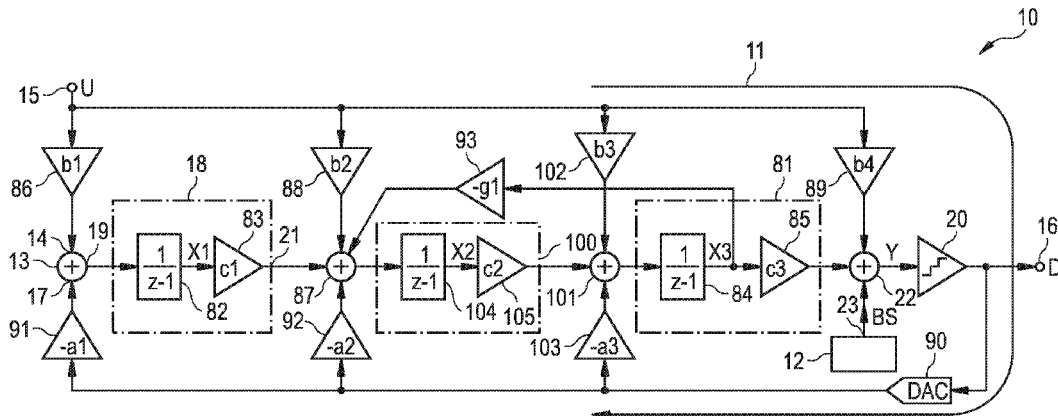 10
11
15 U
86 b1
88 b2
93 -g1
102 b3
89 b4
18
83
81
85
20
16 D
14
13
17
19
1
z-1
82
X1
c1
21
87
1
z-1
104
X2
c2
105
100
101
1
z-1
84
X3
c3
Y
22
23 BS
12
91 -a1
92 -a2
103 -a3
90
DAC